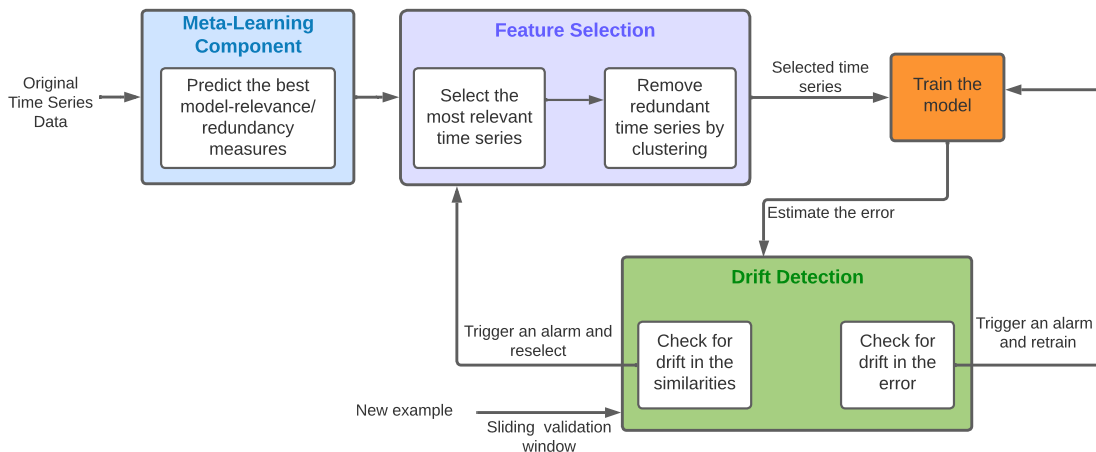 Meta-Learning
Component
Feature Selection
Original
Time Series
Data
Predict the best
model-relevance/
redundancy
measures
Select the
most relevant
time series
Remove
redundant
time series by
clustering
Selected time
series
Train the
model
Estimate the error
Drift Detection
Trigger an alarm and
reselect
Check for
drift in the
similarities
Check for
drift in the
error
Trigger an alarm
and retrain
New example
Sliding  validation
window